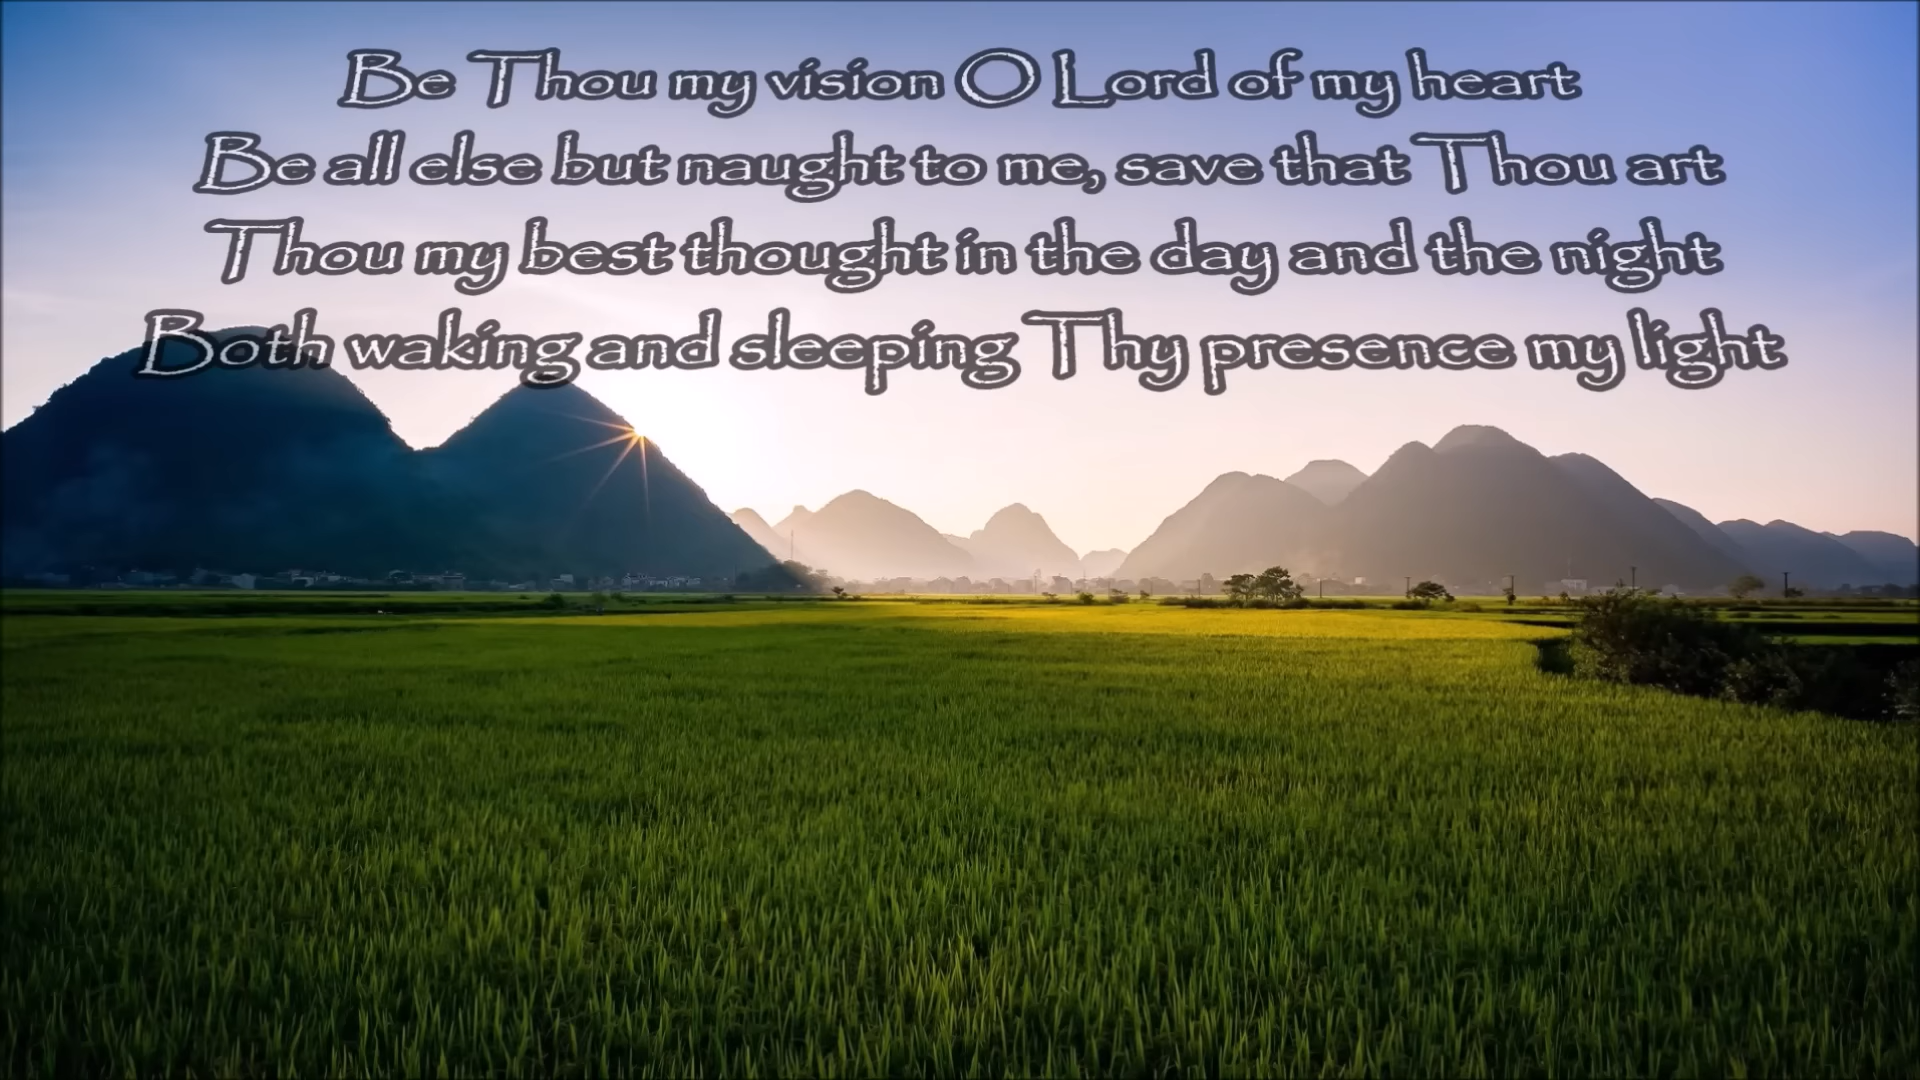 Be Thou my vision O Lord of my heart
Be all else but naught to me, save that Thou art
Thou my best thought in the day and the night
Both waking and sleeping Thy presence my light